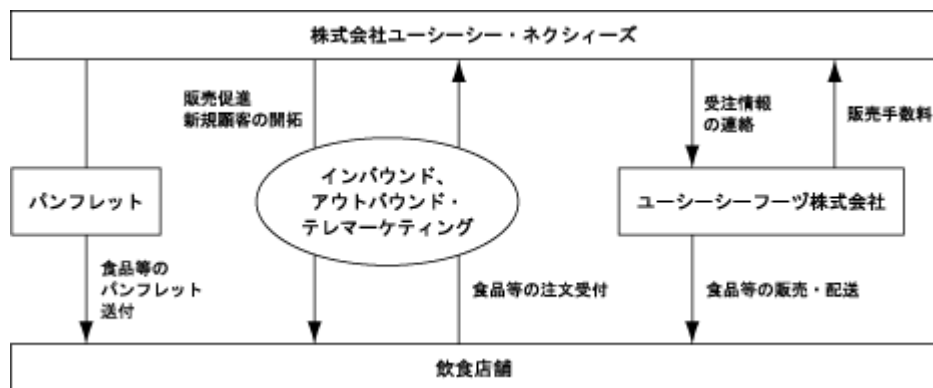 株式会社ユーシーシー・ネクシィーズ
販売促進
新規顧客の開拓
受注情報
の連絡
販売手数料
パンフレット
インバウンド、
アウトバウンド・
テレマーケティング
ユーシーシーフーヅ株式会社
食品等の
パンフレット
送付
食品等の注文受付
食品等の販売・配送
飲食店舗